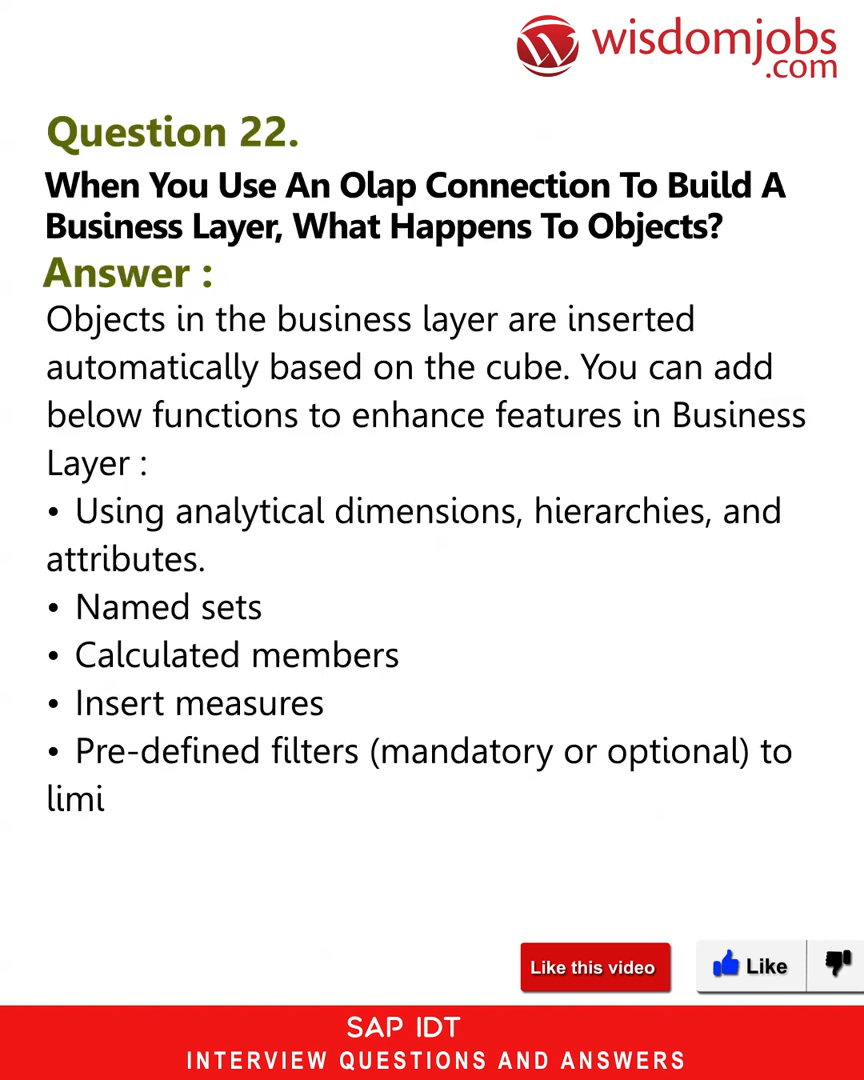 wisdomjobs
.com
Question 22.
When You Use An Olap Connection To Build A
Business Layer, What Happens To Objects?
Answer :
Objects in the business layer are inserted
automatically based on the cube. You can add
below functions to enhance features in Business
Layer :
• Using analytical dimensions, hierarchies, and
attributes.
• Named sets
• Calculated members
• Insert measures
• Pre-defined filters (mandatory or optional) to
limi
Like this video
Like
SAP IDT
INTERVIEW QUESTIONS AND ANSWERS